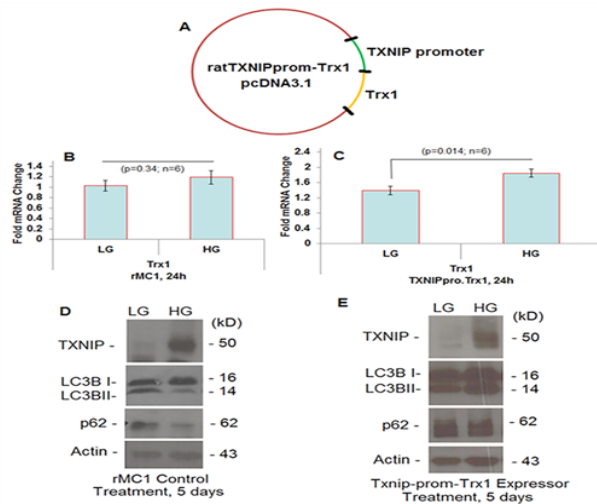 A
TXNIP promoter
ratTXNIPprom-Trx1
pcDNA3.1
Trx1
B
(p=0.34; n=6)
Fold mRNA Change
1.4
1.2
1
0.8
0.6
0.4
0.2
0
LG HG
Trx1
rMC1, 24h
C
(p=0.014; n=6)
Fold mRNA Change
2.4
2
1.6
1.2
0.8
0.4
0
LG HG
Trx1
TXNIPpro.Trx1, 24h
D LG HG (kD)
TXNIP - - 50
LC3B I- - 16
LC3BII- - 14
p62 - - 62
Actin - - 43
rMC1 Control
Treatment, 5 days
E LG HG (kD)
TXNIP - - 50
LC3B I- - 16
LC3BII- - 14
p62 - - 62
Actin - - 43
Txnip-prom-Trx1 Expressor
Treatment, 5 days